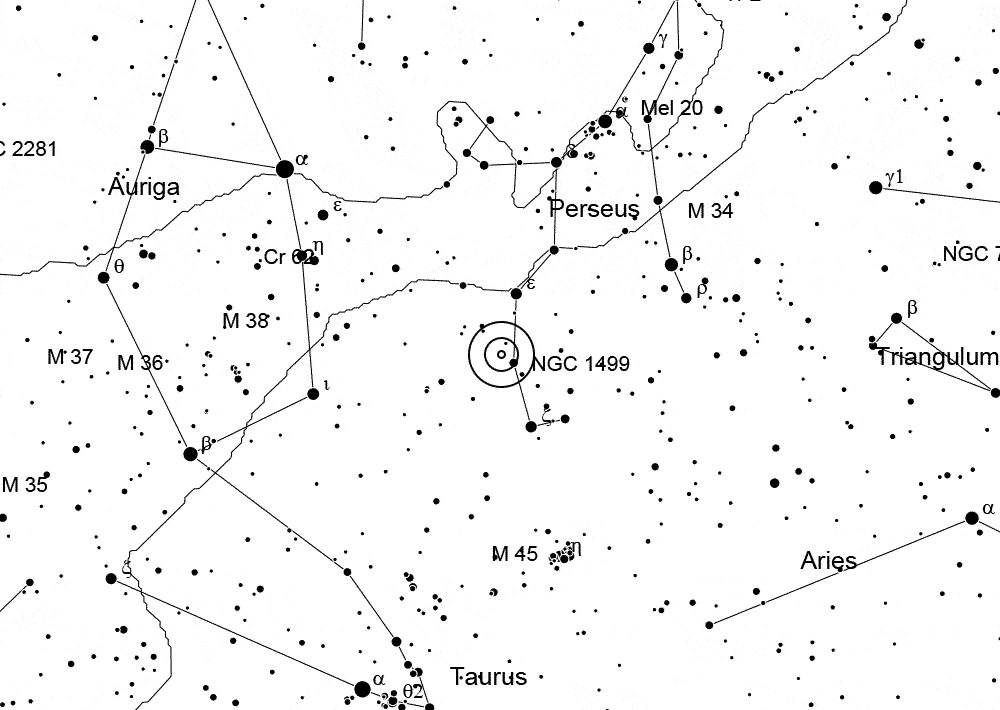 γ
α
Mel 20
β
C 2281
α
δ
γ1
Auriga
ε
Perseus
M 34
η
Cr 62
β
NGC 7
θ
ε
ρ
β
M 38
Triangulum
M 37
M 36
NGC 1499
ι
ζ
β
M 35
α
M 45
η
Aries
ζ
Taurus
α
θ2